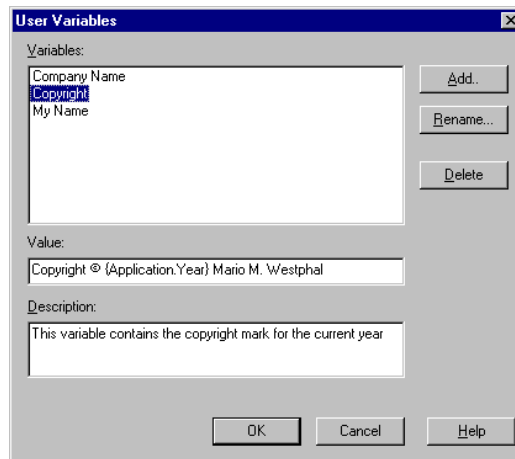 User Variables
Variables:
Company Name
Copyright
My Name
Add..
Rename...
Delete
Value:
Copyright © {Application.Year} Mario M. Westphal
Description:
This variable contains the copyright mark for the current year
OK
Cancel
Help